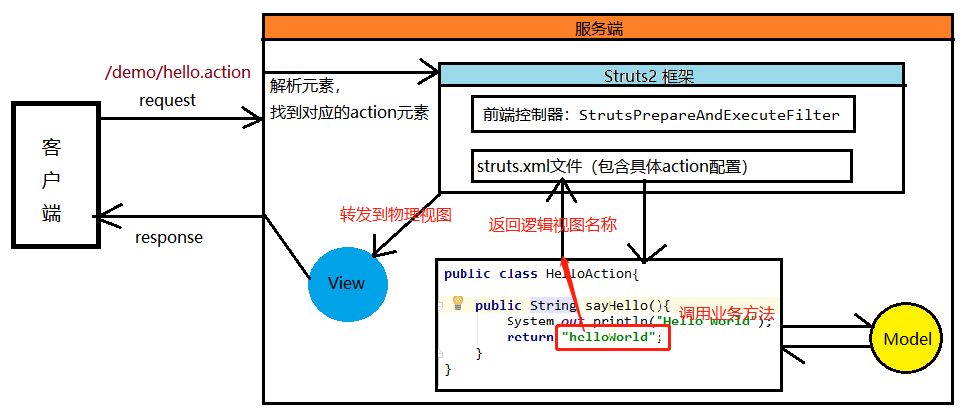 服务端
/demo/hello.action
request
解析元素,
找到对应的action元素
Struts2 框架
前端控制器：StrutsPrepareAndExecuteFilter
struts.xml文件（包含具体action配置）
客
户
端
转发到物理视图
返回逻辑视图名称
response
View
public class HelloAction{
public String sayHello(){
调用业务方法
System.out.println("Hello World");
return "helloWorld";
}
}
Model